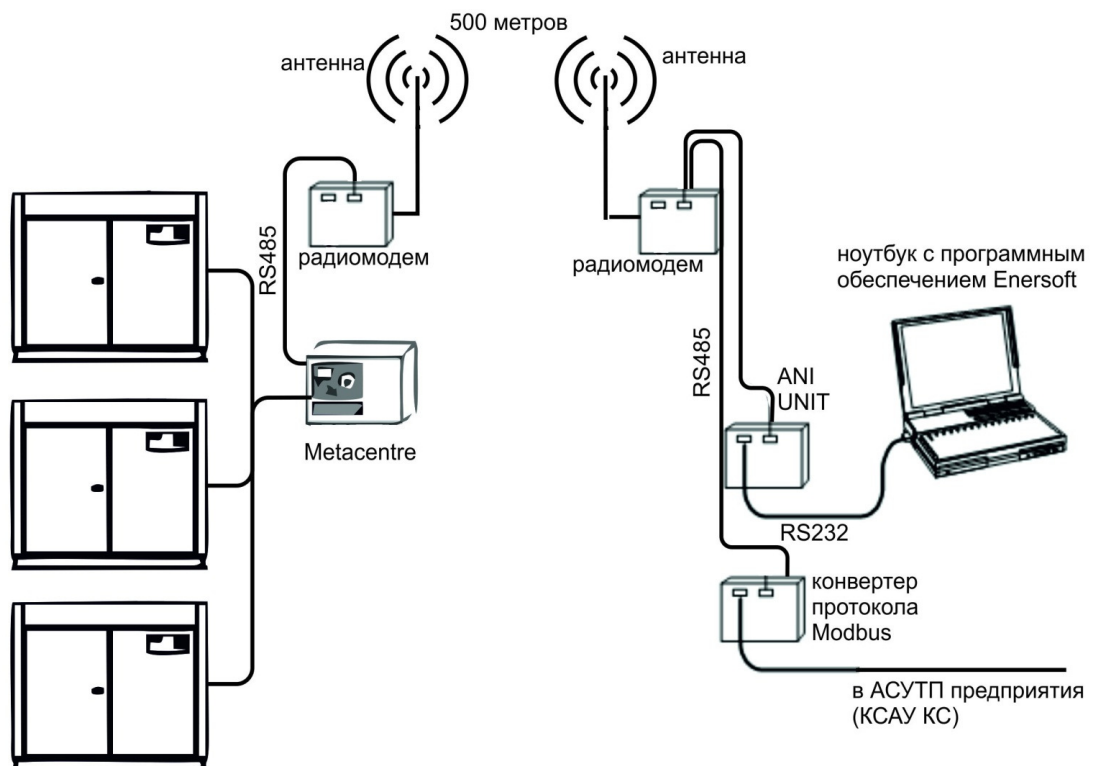 500 метров
антенна
антенна
RS485
радиомодем
радиомодем
ноутбук с программным
обеспечением Enersoft
RS485
ANI
UNIT
Metacentre
RS232
конвертер
протокола
Modbus
в АСУТП предприятия
(КСАУ КС)